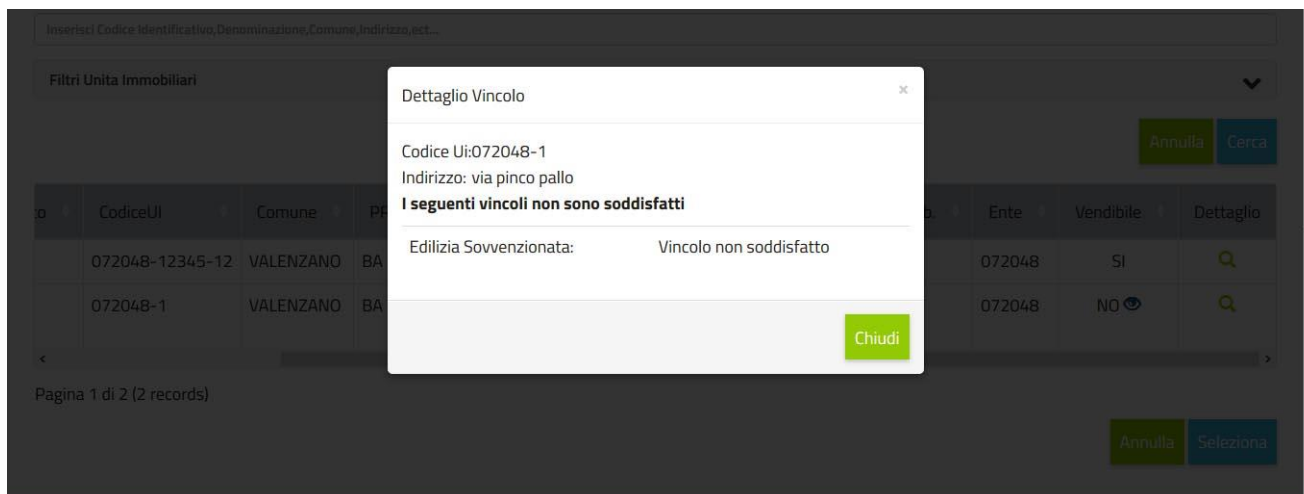 Inserisci Codice Identificativo,Denominazione,Comune,Indirizzo,ect...
Filtri Unita Immobiliari
Dettaglio Vincolo ×
Codice Ui:072048-1
Indirizzo: via pinco pallo
I seguenti vincoli non sono soddisfatti
Edilizia Sovvenzionata: Vincolo non soddisfatto
Chiudi
Annulla Cerca
o CodiceUI Comune PR b. Ente Vendibile Dettaglio
072048-12345-12 VALENZANO BA 072048 SI
072048-1 VALENZANO BA 072048 NO
Pagina 1 di 2 (2 records)
Annulla Seleziona